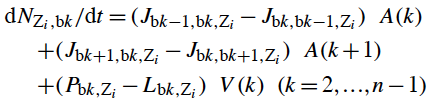 dN_{Z_i,bk}/dt = (J_{bk−1,bk,Z_i} − J_{bk,bk−1,Z_i}) A(k)
+(J_{bk+1,bk,Z_i} − J_{bk,bk+1,Z_i}) A(k+1)
+(P_{bk,Z_i} − L_{bk,Z_i}) V(k) (k=2,...,n−1)